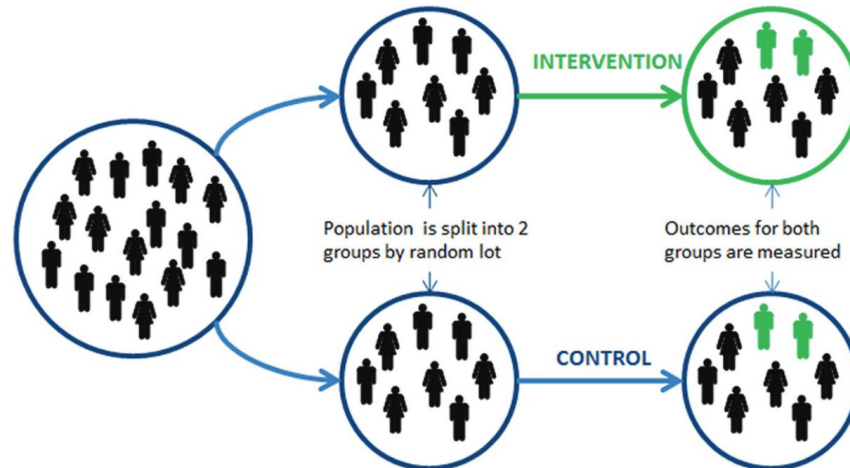 INTERVENTION
Population is split into 2
groups by random lot
Outcomes for both
groups are measured
CONTROL